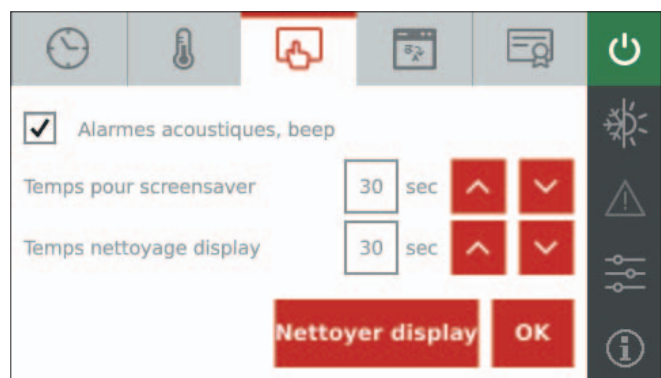 Alarmes acoustiques, beep
Temps pour screensaver 30 sec
Temps nettoyage display 30 sec
Nettoyer display OK